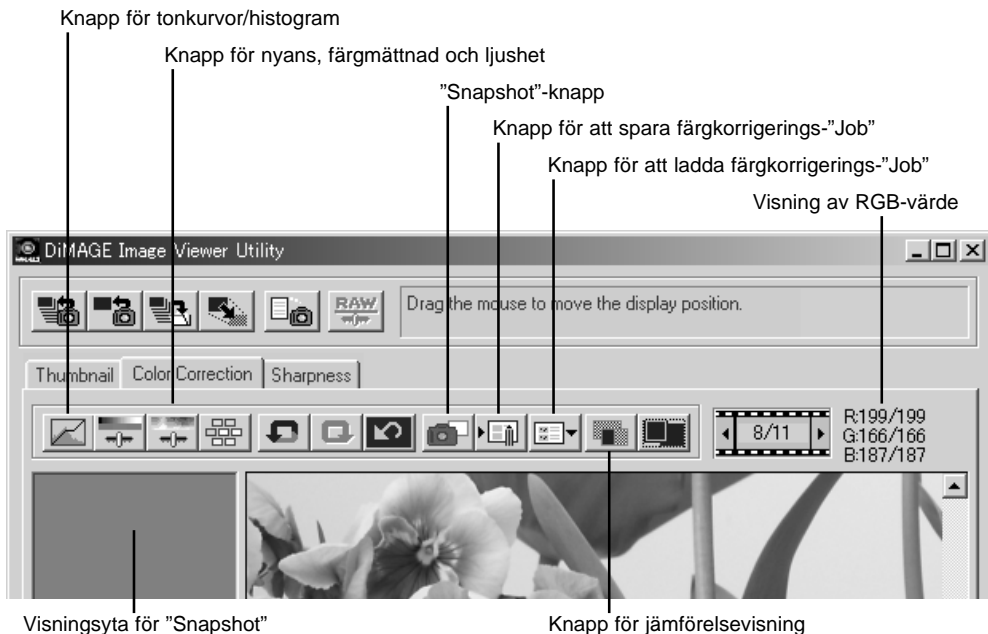 Knapp för tonkurvor/histogram
Knapp för nyans, färgmättnad och ljushet
”Snapshot”-knapp
Knapp för att spara färgkorrigerings-”Job”
Knapp för att ladda färgkorrigerings-”Job”
Visning av RGB-värde
DiMAGE Image Viewer Utility
RAW
Drag the mouse to move the display position.
Thumbnail Color Correction Sharpness
8/11
R:199/199
G:166/166
B:187/187
Visningsyta för ”Snapshot”
Knapp för jämförelsevisning